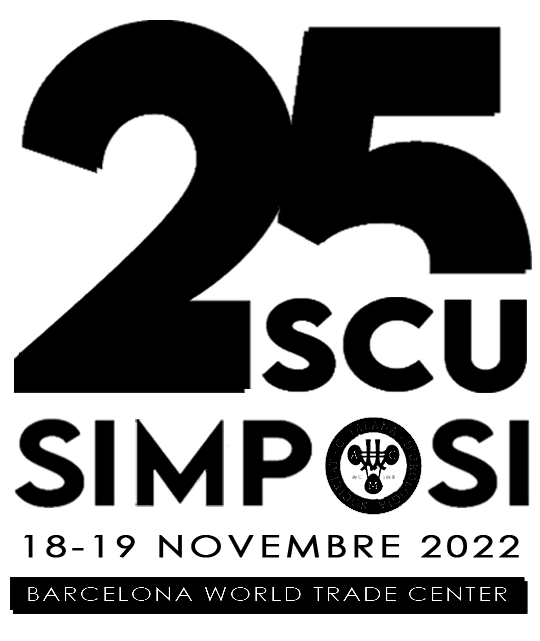 25
SCU
SIMPOSI
18-19 NOVEMBRE 2022
BARCELONA WORLD TRADE CENTER